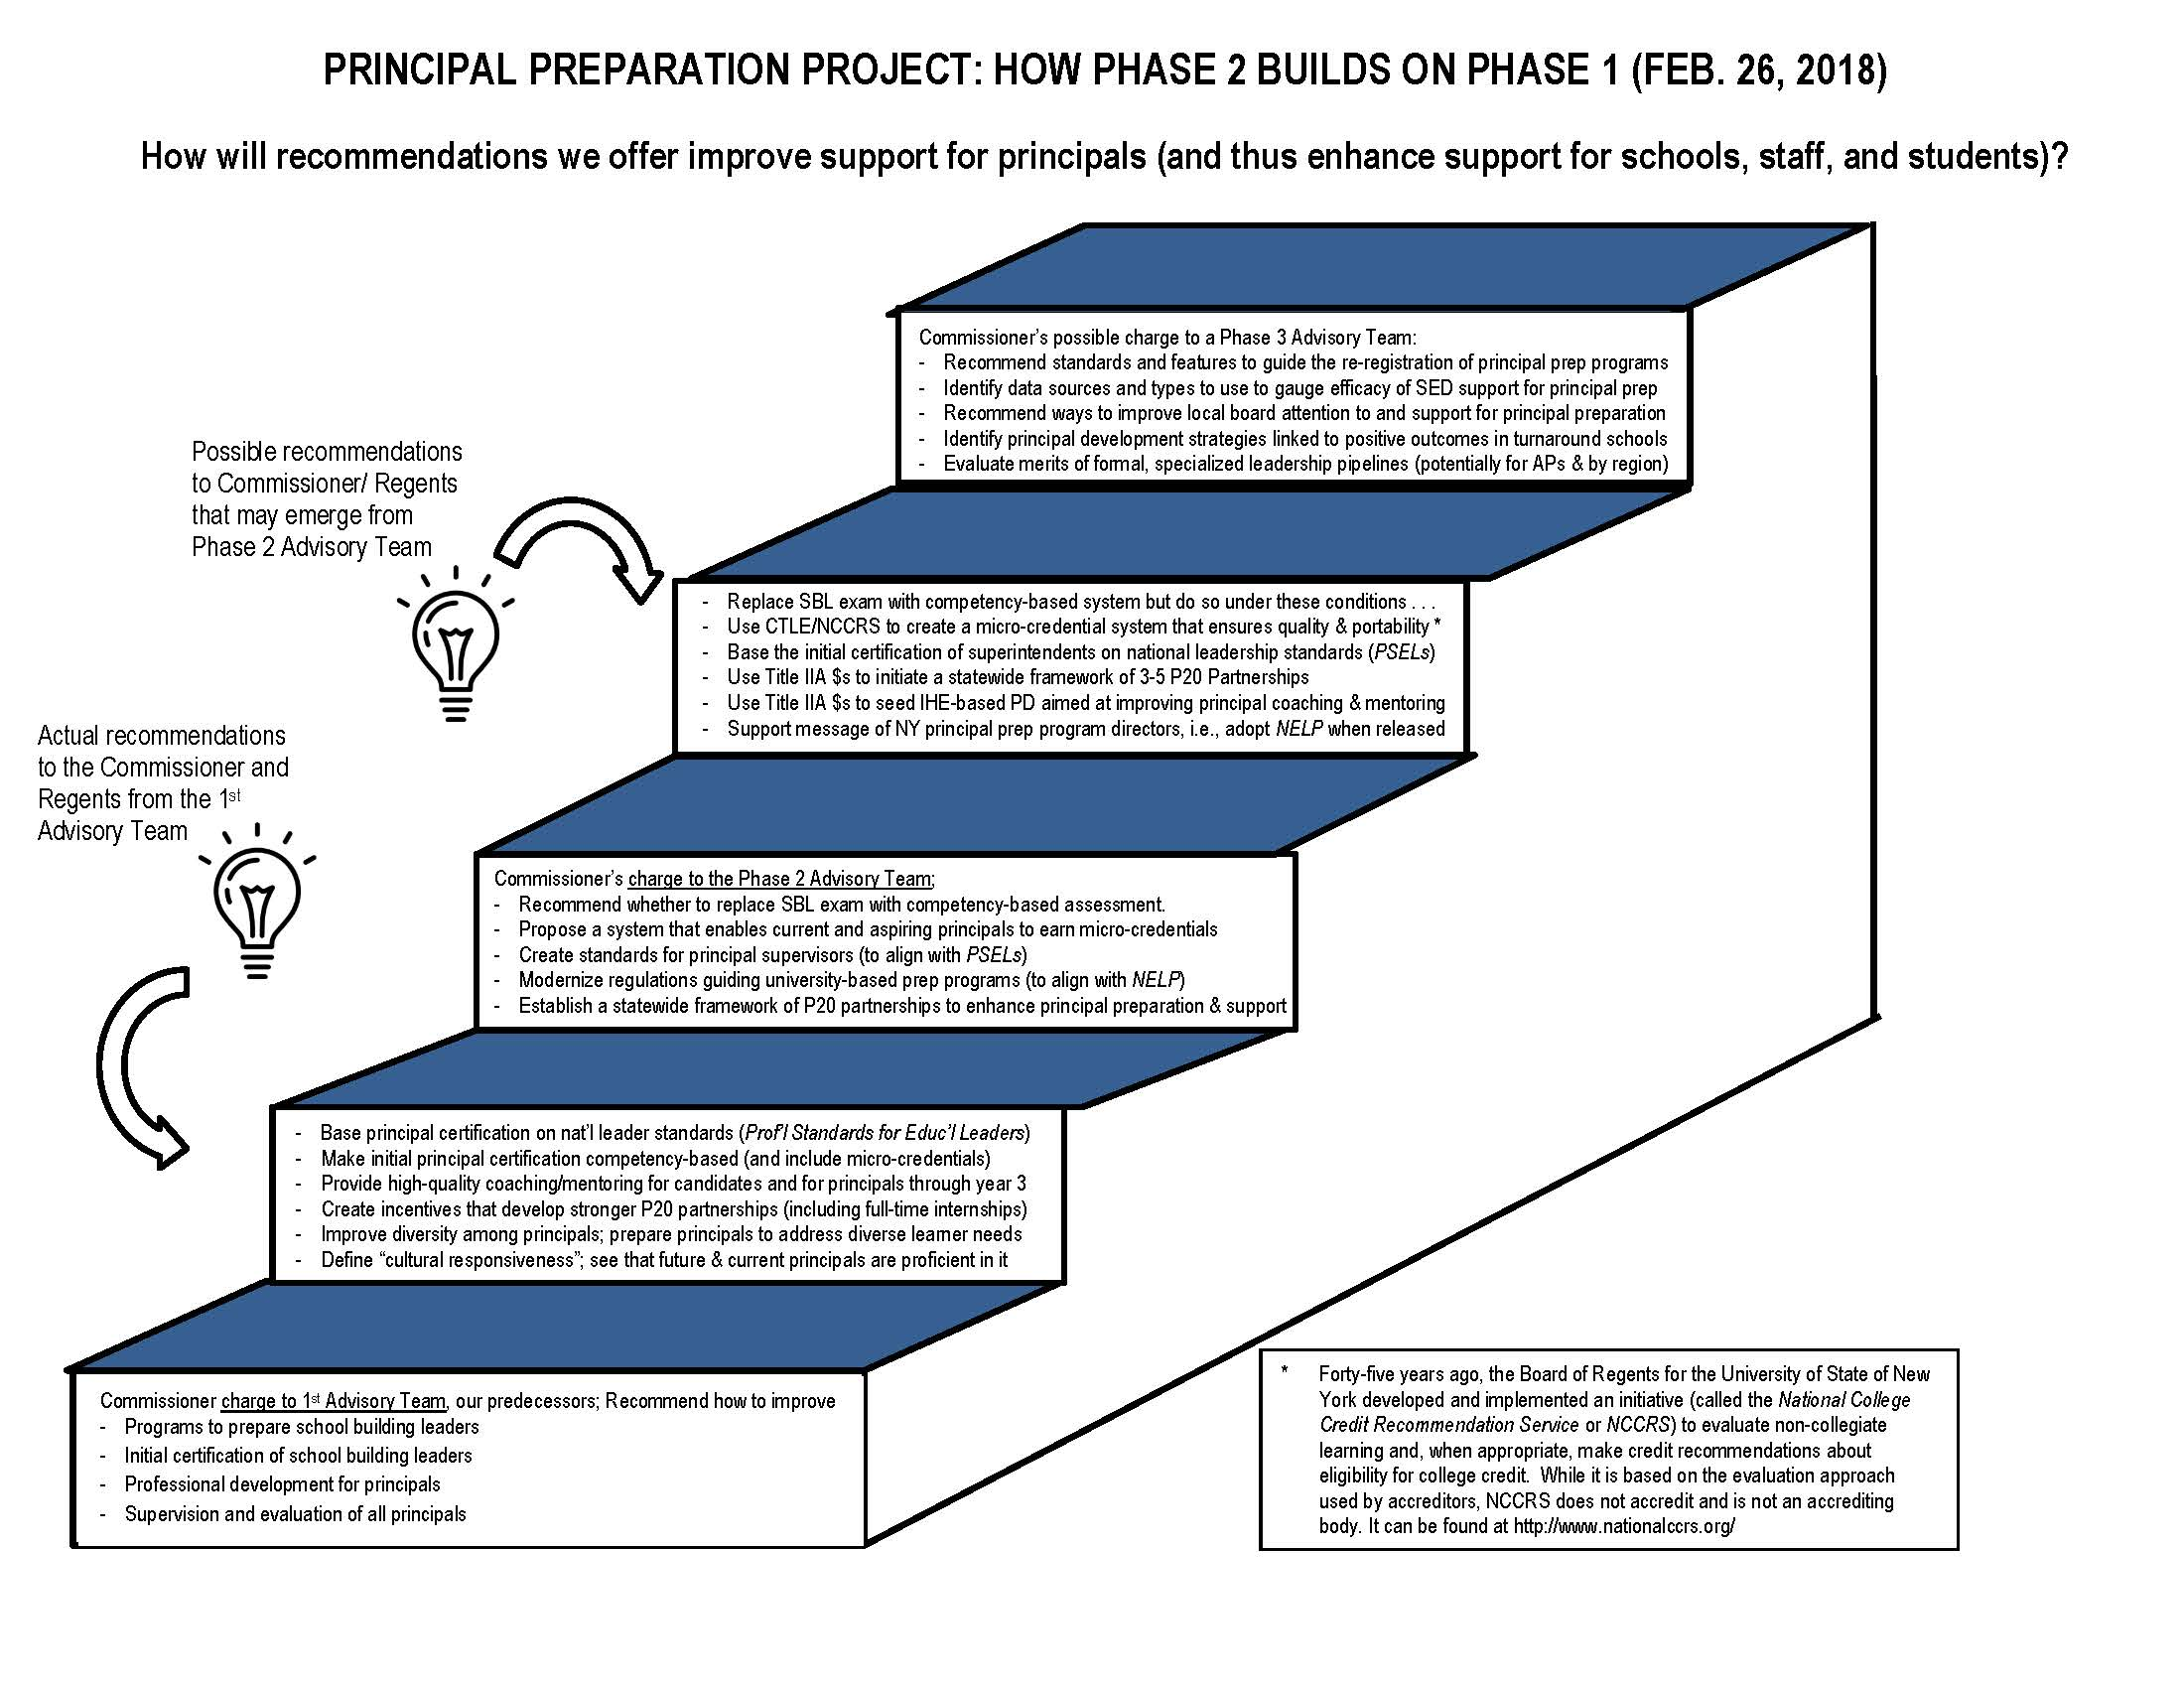 PRINCIPAL PREPARATION PROJECT: HOW PHASE 2 BUILDS ON PHASE 1 (FEB. 26, 2018)
How will recommendations we offer improve support for principals (and thus enhance support for schools, staff, and students)?
Commissioner's possible charge to a Phase 3 Advisory Team:
- Recommend standards and features to guide the re-registration of principal prep programs
- Identify data sources and types to use to gauge efficacy of SED support for principal prep
- Recommend ways to improve local board attention to and support for principal preparation
- Identify principal development strategies linked to positive outcomes in turnaround schools
- Evaluate merits of formal, specialized leadership pipelines (potentially for APs & by region)
Possible recommendations
to Commissioner/ Regents
that may emerge from
Phase 2 Advisory Team
- Replace SBL exam with competency-based system but do so under these conditions . . .
- Use CTLE/NCCRS to create a micro-credential system that ensures quality & portability *
- Base the initial certification of superintendents on national leadership standards (PSELs)
- Use Title IIA $s to initiate a statewide framework of 3-5 P20 Partnerships
- Use Title IIA $s to seed IHE-based PD aimed at improving principal coaching & mentoring
- Support message of NY principal prep program directors, i.e., adopt NELP when released
Actual recommendations
to the Commissioner and
Regents from the 1st
Advisory Team
Commissioner's charge to the Phase 2 Advisory Team;
- Recommend whether to replace SBL exam with competency-based assessment.
- Propose a system that enables current and aspiring principals to earn micro-credentials
- Create standards for principal supervisors (to align with PSELs)
- Modernize regulations guiding university-based prep programs (to align with NELP)
- Establish a statewide framework of P20 partnerships to enhance principal preparation & support
- Base principal certification on nat'l leader standards (Prof'l Standards for Educ'l Leaders)
- Make initial principal certification competency-based (and include micro-credentials)
- Provide high-quality coaching/mentoring for candidates and for principals through year 3
- Create incentives that develop stronger P20 partnerships (including full-time internships)
- Improve diversity among principals; prepare principals to address diverse learner needs
- Define “cultural responsiveness”; see that future & current principals are proficient in it
Commissioner charge to 1st Advisory Team, our predecessors; Recommend how to improve
- Programs to prepare school building leaders
- Initial certification of school building leaders
- Professional development for principals
- Supervision and evaluation of all principals
* Forty-five years ago, the Board of Regents for the University of State of New
York developed and implemented an initiative (called the National College
Credit Recommendation Service or NCCRS) to evaluate non-collegiate
learning and, when appropriate, make credit recommendations about
eligibility for college credit. While it is based on the evaluation approach
used by accreditors, NCCRS does not accredit and is not an accrediting
body. It can be found at http://www.nationalccrs.org/